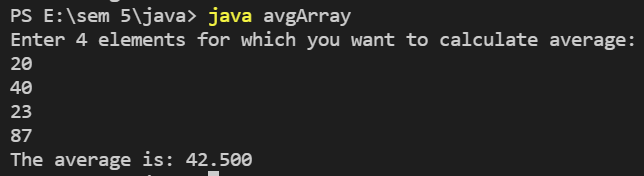 PS E:\sem 5\java> java avgArray
Enter 4 elements for which you want to calculate average:
20
40
23
87
The average is: 42.500